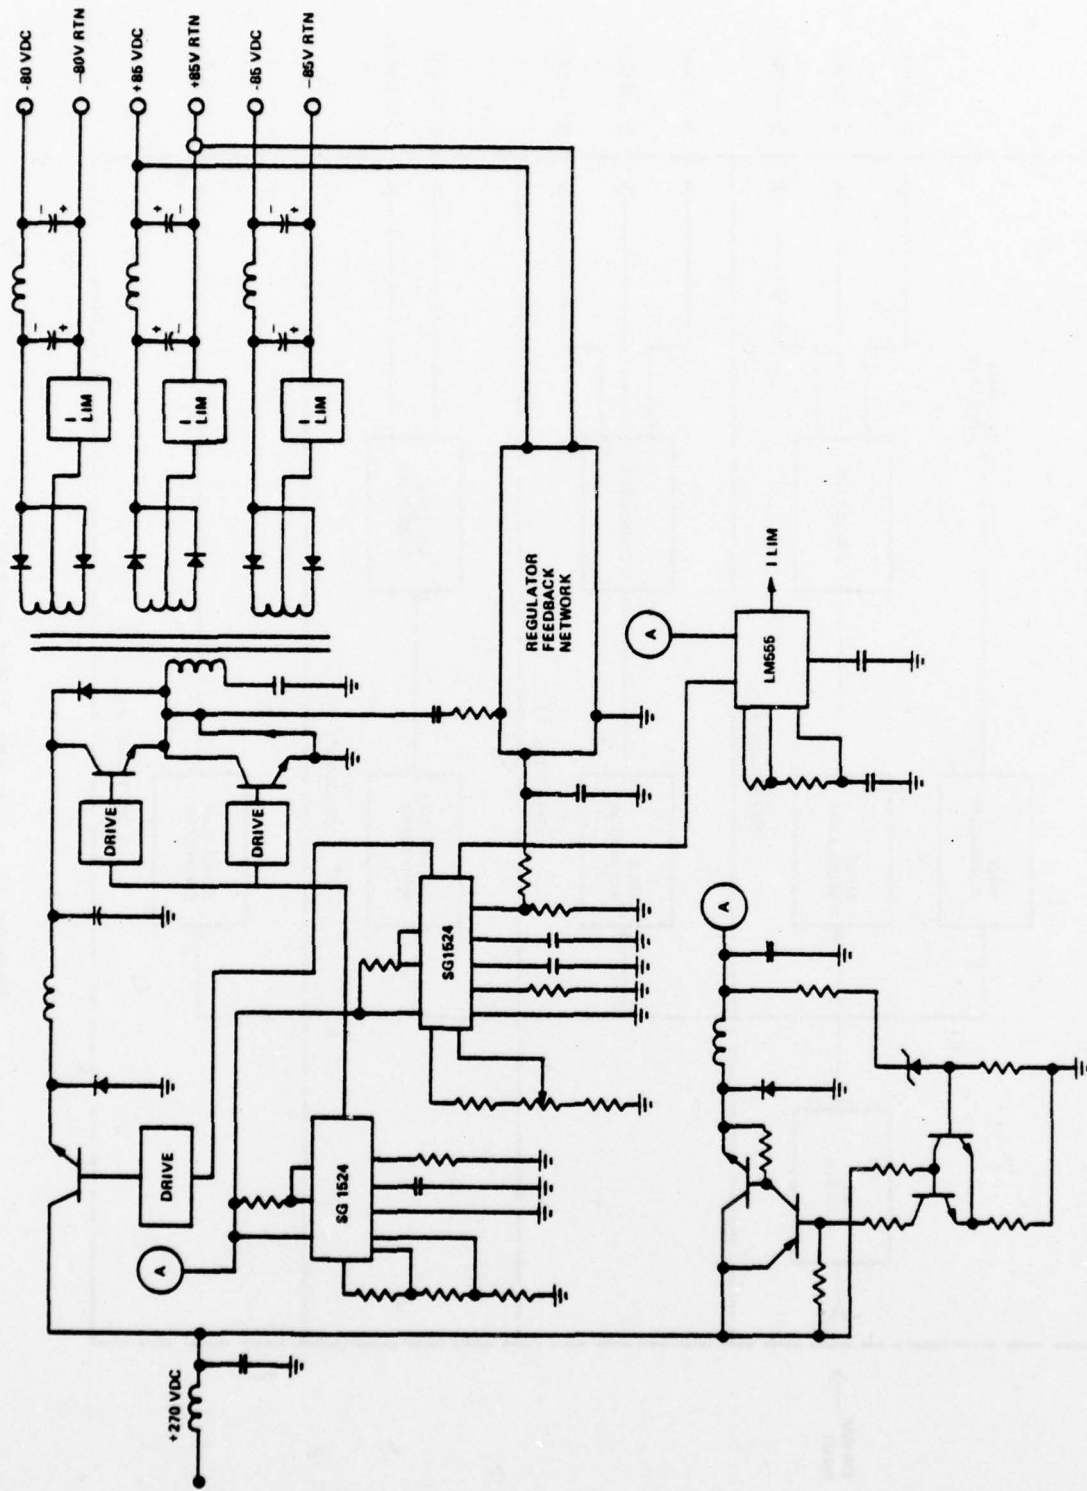 -80 VDC
-80V RTN
+85 VDC
+85V RTN
-85 VDC
-85V RTN
-
+
-
+
+
-
+
-
-
+
-
+
I
LIM
I
LIM
I
LIM
DRIVE
DRIVE
DRIVE
REGULATOR
FEEDBACK
NETWORK
SG1524
SG 1524
LM555
I LIM
A
A
A
+270 VDC